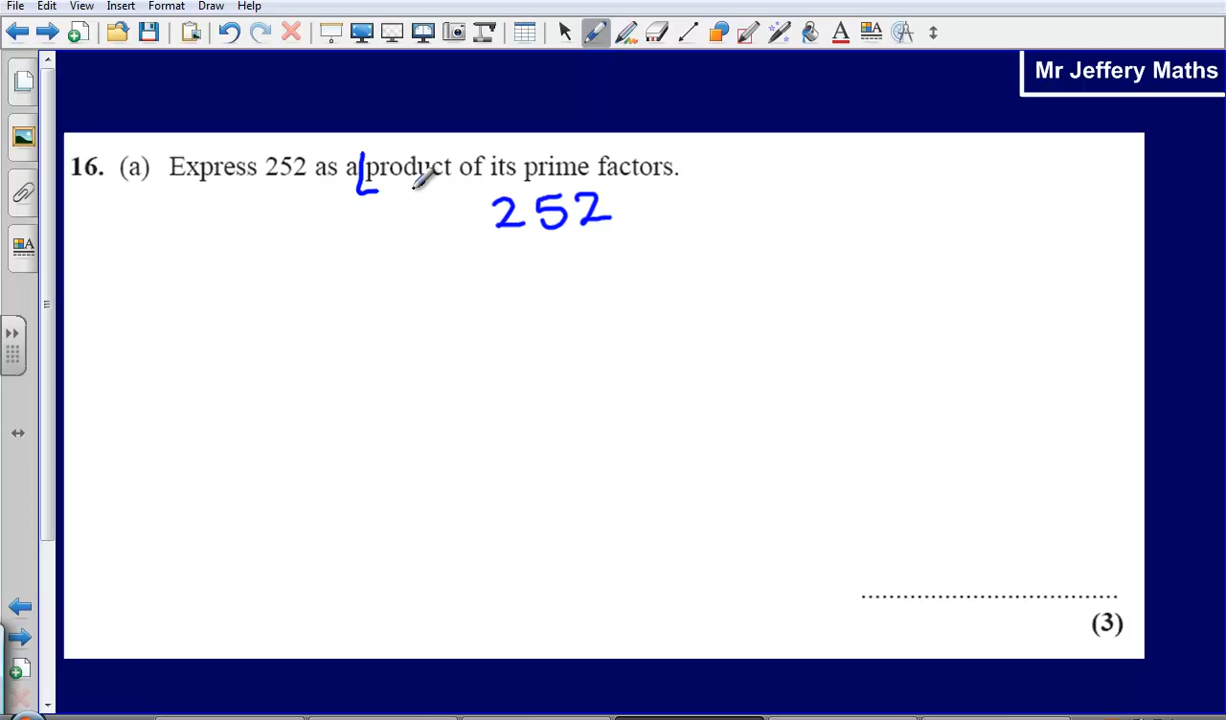 File Edit View Insert Format Draw Help
Mr Jeffery Maths
16. (a) Express 252 as a product of its prime factors.
252
....................................
(3)